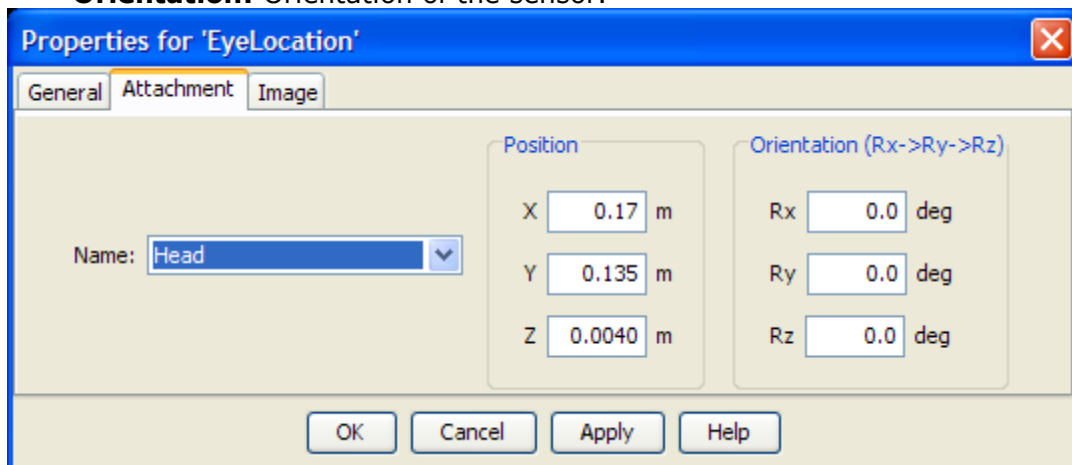 Orientation: Orientation of the sensor.
Properties for 'EyeLocation'
General Attachment Image
Position Orientation (Rx->Ry->Rz)
X 0.17 m Rx 0.0 deg
Name: Head
Y 0.135 m Ry 0.0 deg
Z 0.0040 m Rz 0.0 deg
OK Cancel Apply Help